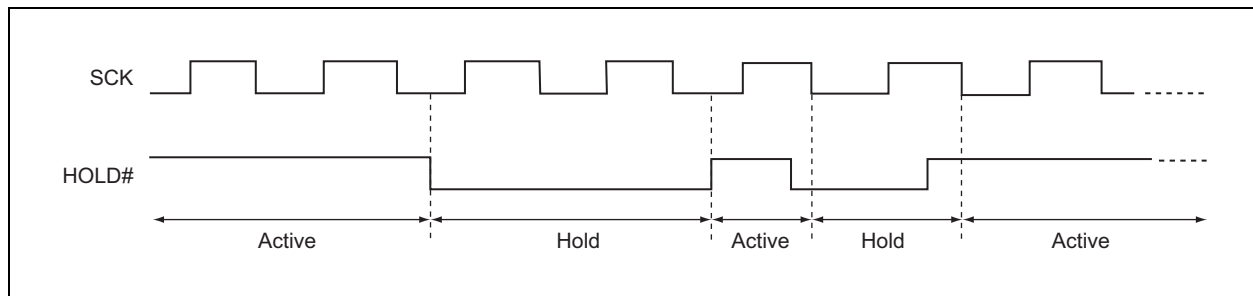 SCK
HOLD#
Active
Hold
Active
Hold
Active